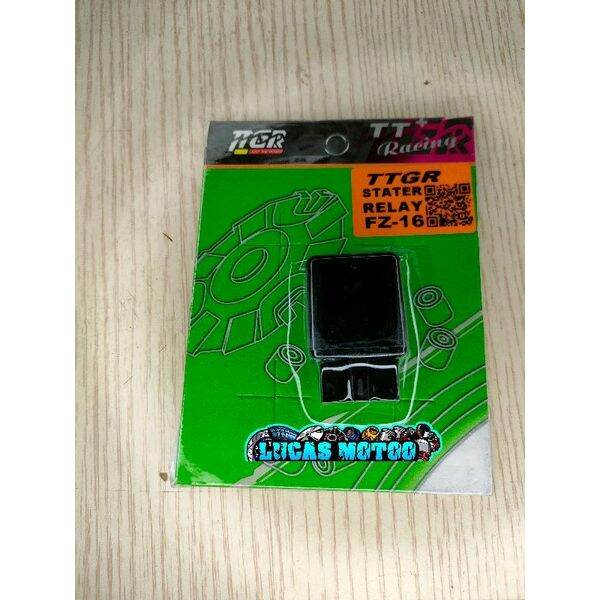 TTGR
TT+
Racing
TTGR
STATER
RELAY
FZ-16
LUCAS MOTOO